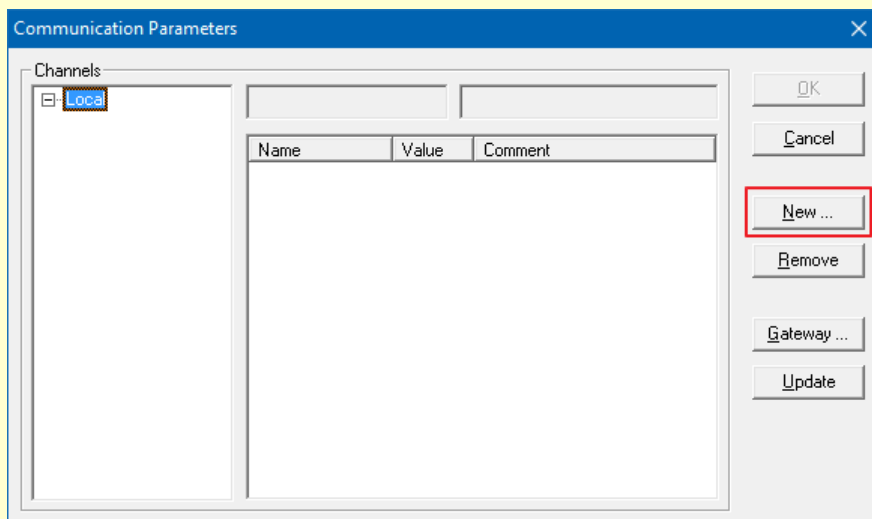 Communication Parameters
Channels
Local
Name Value Comment
OK
Cancel
New ...
Remove
Gateway ...
Update